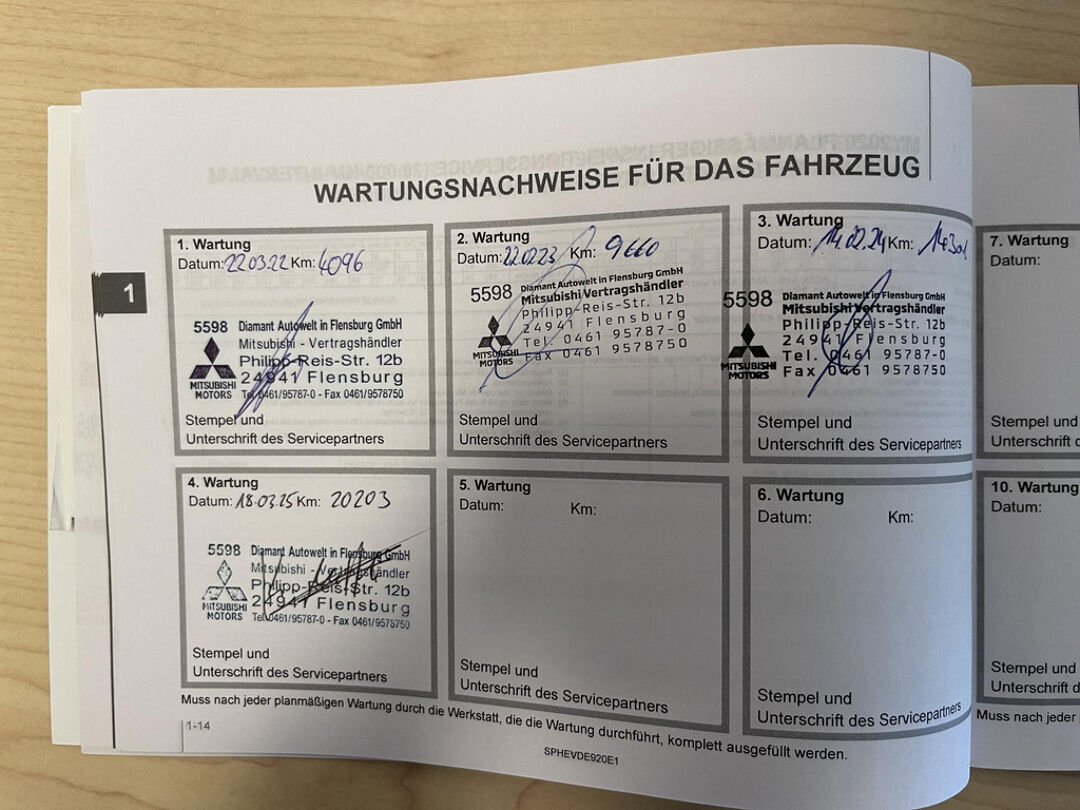 WARTUNGSNACHWEISE FÜR DAS FAHRZEUG
1
1. Wartung
Datum: 22.03.22 Km: 4096
5598 Diamant Autowelt in Flensburg GmbH
Mitsubishi - Vertragshändler
Philipp-Reis-Str. 12b
24941 Flensburg
Tel. 0461/95787-0 - Fax 0461/9578750
MITSUBISHI
MOTORS
Stempel und
Unterschrift des Servicepartners
2. Wartung
Datum: 22.02.23 Km: 9660
5598 Diamant Autowelt in Flensburg GmbH
Mitsubishi Vertragshändler
Philipp-Reis-Str. 12b
24941 Flensburg
Tel. 0461 95787-0
Fax 0461 9578750
MITSUBISHI
MOTORS
Stempel und
Unterschrift des Servicepartners
3. Wartung
Datum: 14.02.24 Km:
5598 Diamant Autowelt in Flensburg GmbH
Mitsubishi Vertragshändler
Philipp-Reis-Str. 12b
24941 Flensburg
Tel. 0461 95787-0
Fax 0461 9578750
MITSUBISHI
MOTORS
Stempel und
Unterschrift des Servicepartners
4. Wartung
Datum: 18.03.25 Km: 20203
5598 Diamant Autowelt in Flensburg GmbH
Mitsubishi - Vertragshändler
Philipp-Reis-Str. 12b
24941 Flensburg
Tel. 0461/95787-0 - Fax 0461/9578750
MITSUBISHI
MOTORS
Stempel und
Unterschrift des Servicepartners
5. Wartung
Datum: Km:
Stempel und
Unterschrift des Servicepartners
6. Wartung
Datum: Km:
Stempel und
Unterschrift des Servicepartners
Muss nach jeder planmäßigen Wartung durch die Werkstatt, die die Wartung durchführt, komplett ausgefüllt werden.
1-14
SPHEVDE920E1
7. Wartung
Datum:
Stempel und
Unterschrift d
10. Wartung
Datum:
Stempel und
Unterschrift d
Muss nach jeder